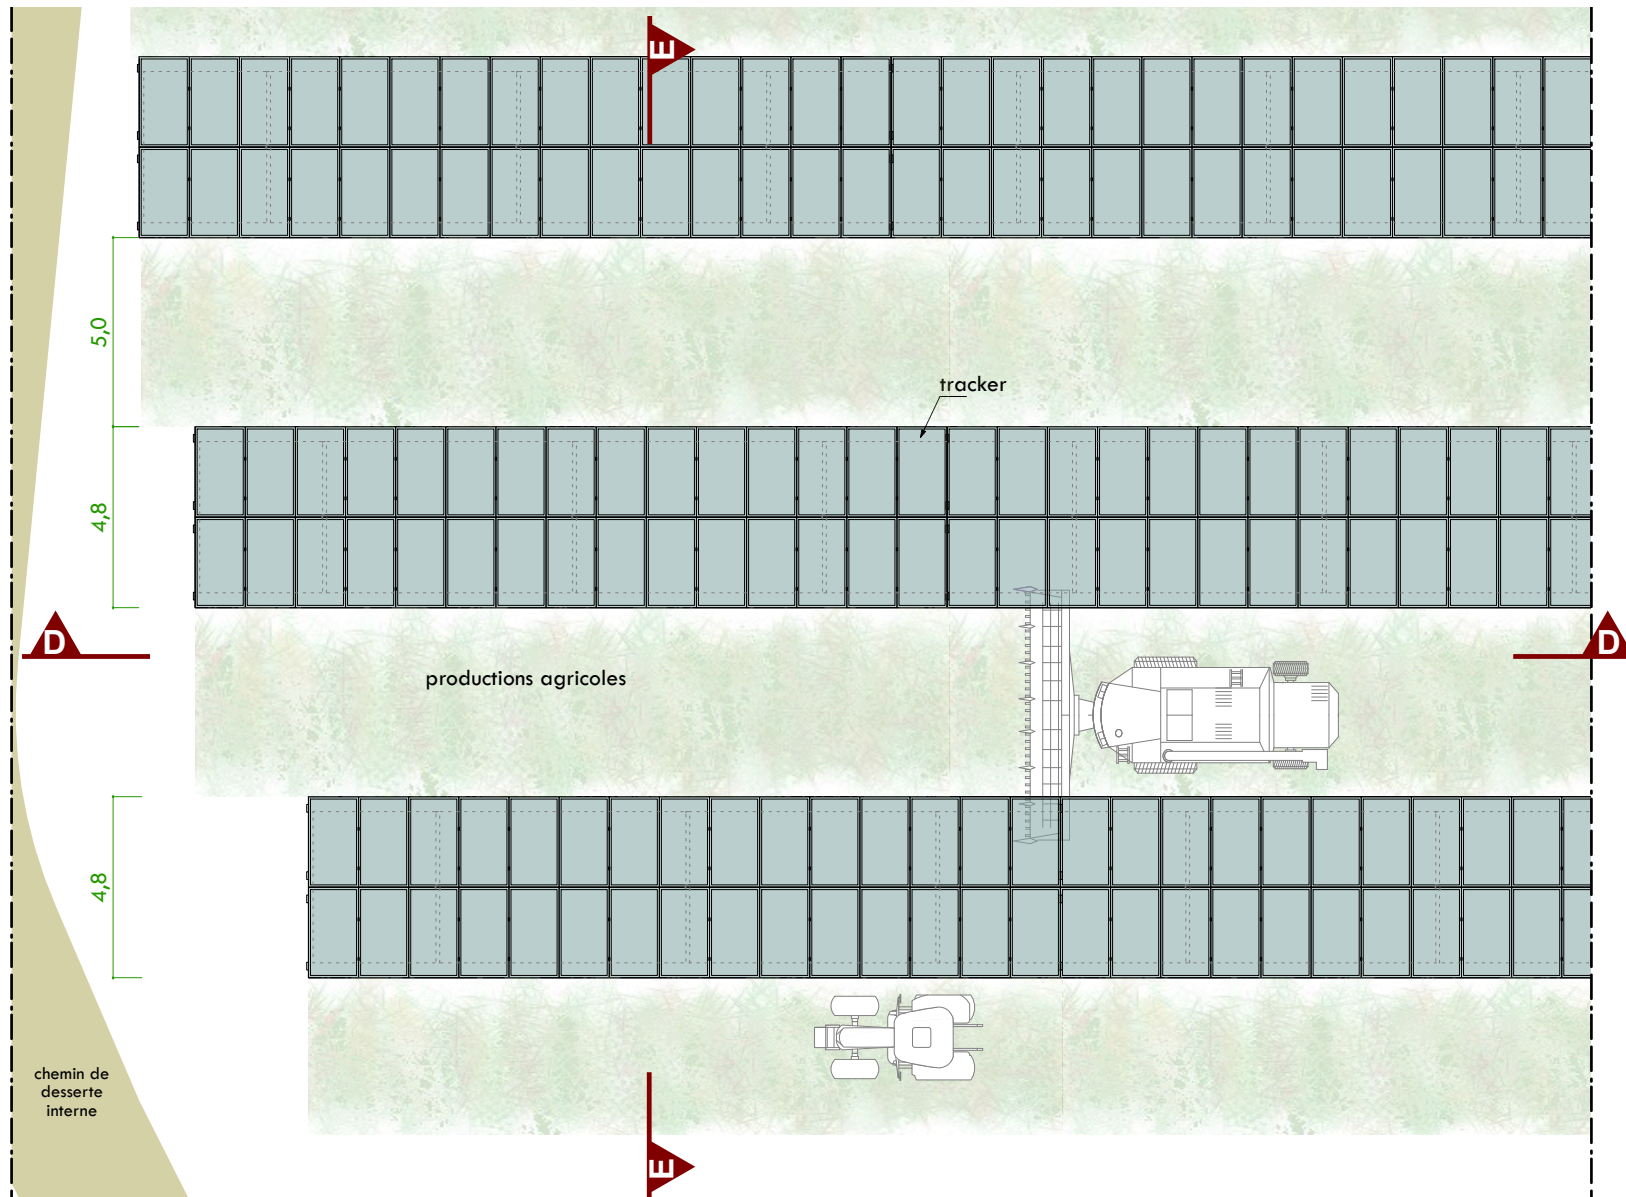 E
5,0
tracker
4,8
D
D
productions agricoles
4,8
chemin de
desserte
interne
E